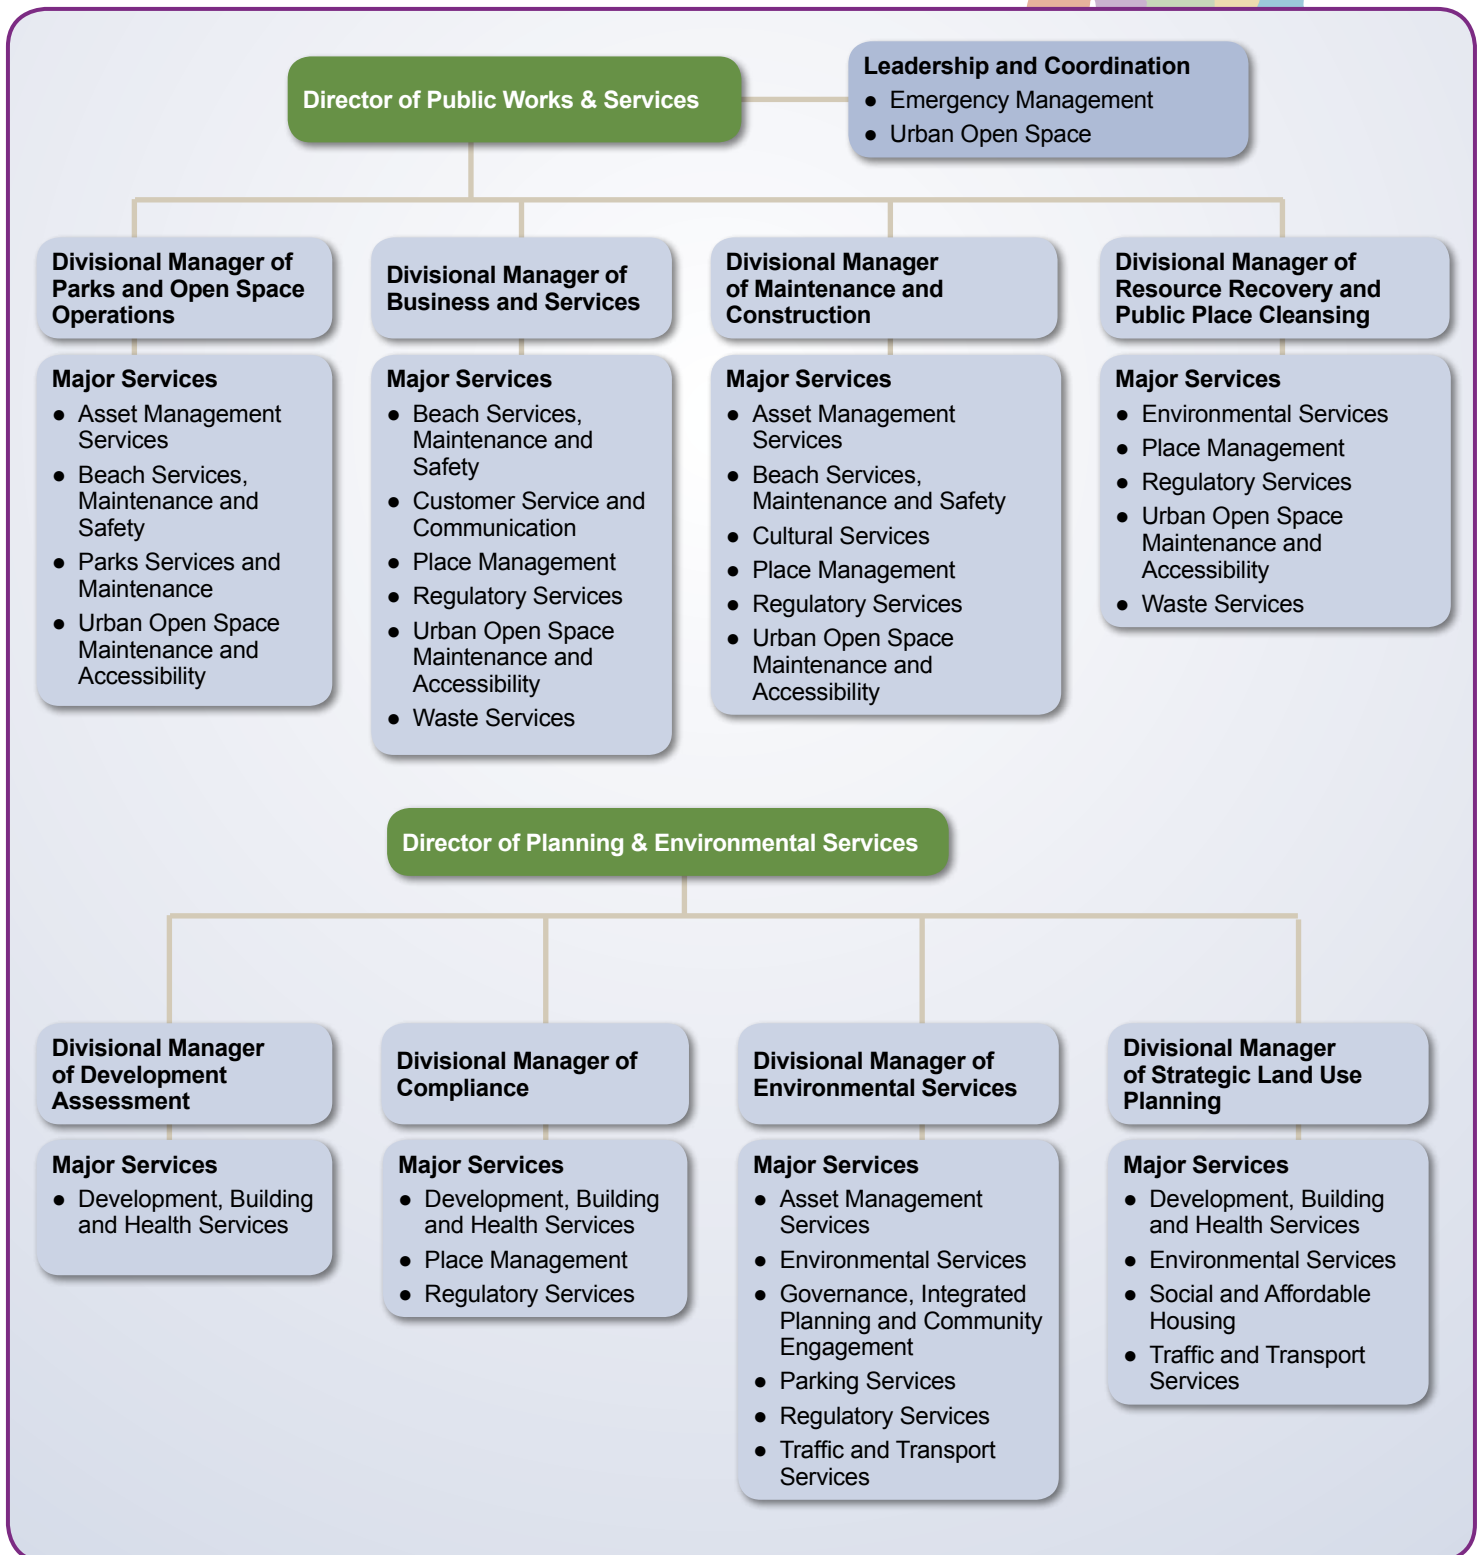 Director of Public Works & Services
Leadership and Coordination
● Emergency Management
● Urban Open Space
Divisional Manager of
Parks and Open Space
Operations
Major Services
● Asset Management
Services
● Beach Services,
Maintenance and
Safety
● Parks Services and
Maintenance
● Urban Open Space
Maintenance and
Accessibility
Divisional Manager of
Business and Services
Major Services
● Beach Services,
Maintenance and
Safety
● Customer Service and
Communication
● Place Management
● Regulatory Services
● Urban Open Space
Maintenance and
Accessibility
● Waste Services
Divisional Manager
of Maintenance and
Construction
Major Services
● Asset Management
Services
● Beach Services,
Maintenance and Safety
● Cultural Services
● Place Management
● Regulatory Services
● Urban Open Space
Maintenance and
Accessibility
Divisional Manager of
Resource Recovery and
Public Place Cleansing
Major Services
● Environmental Services
● Place Management
● Regulatory Services
● Urban Open Space
Maintenance and
Accessibility
● Waste Services
Director of Planning & Environmental Services
Divisional Manager
of Development
Assessment
Major Services
● Development, Building
and Health Services
Divisional Manager of
Compliance
Major Services
● Development, Building
and Health Services
● Place Management
● Regulatory Services
Divisional Manager of
Environmental Services
Major Services
● Asset Management
Services
● Environmental Services
● Governance, Integrated
Planning and Community
Engagement
● Parking Services
● Regulatory Services
● Traffic and Transport
Services
Divisional Manager
of Strategic Land Use
Planning
Major Services
● Development, Building
and Health Services
● Environmental Services
● Social and Affordable
Housing
● Traffic and Transport
Services